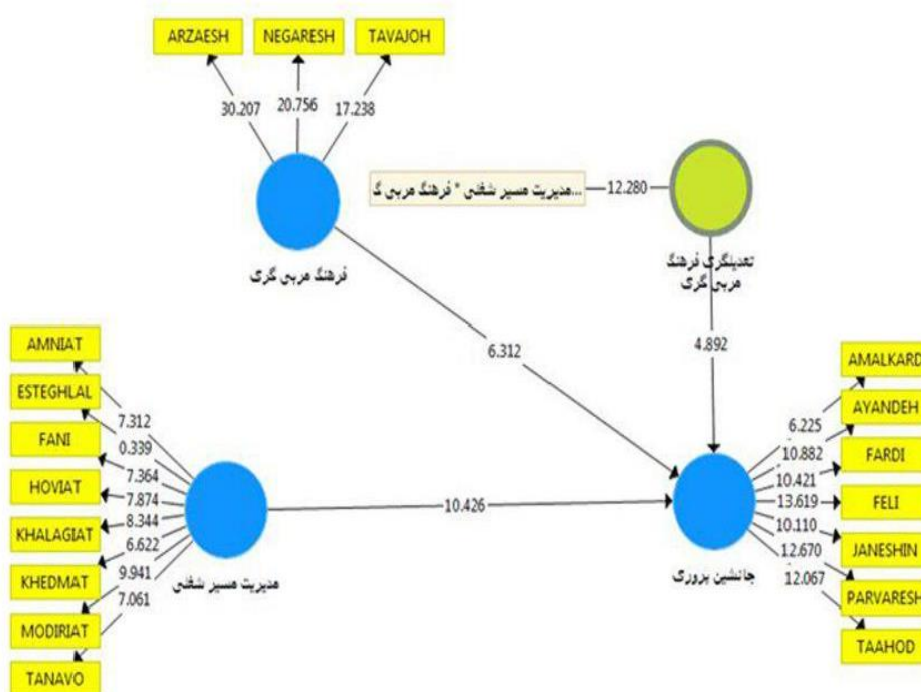 ARZAESH
NEGARESH
TAVAJOH
30.207
20.756
17.238
...مدیریت مسیر شغلی * فرهنگ مربی گ
12.280
فرهنگ مربی گری
تعدیلگری فرهنگ
مربی گری
6.312
4.892
AMNIAT
ESTEGHLAL
FANI
HOVIAT
KHALAGIAT
KHEDMAT
MODIRIAT
TANAVO
7.312
0.339
7.364
7.874
8.344
6.622
9.941
7.061
مدیریت مسیر شغلی
10.426
جانشین پروری
6.225
10.882
10.421
13.619
10.110
12.670
12.067
AMALKARD
AYANDEH
FARDI
FELI
JANESHIN
PARVARESH
TAAHOD